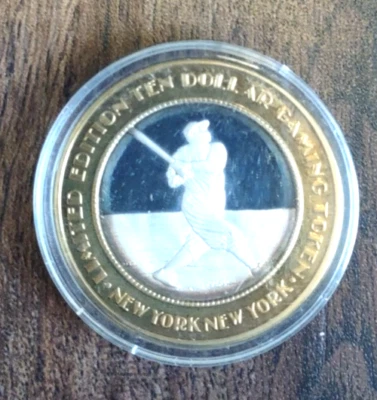 LIMITED EDITION TEN DOLLAR GAMING TOKEN
• NEW YORK NEW YORK •